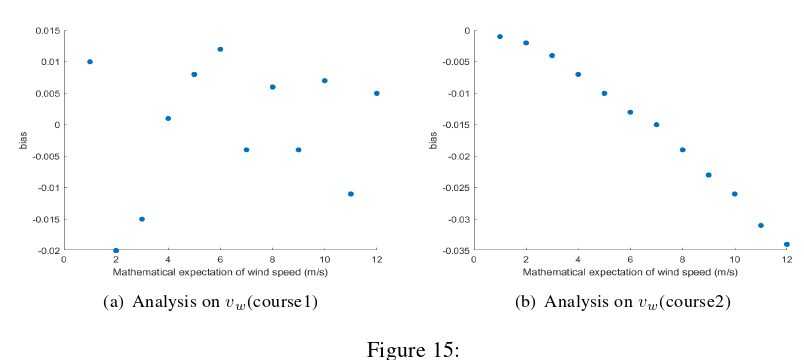 0.015
0.01
0.005
0
-0.005
-0.01
-0.015
-0.02
bias
0 2 4 6 8 10 12
Mathematical expectation of wind speed (m/s)
(a) Analysis on v_w(course1)
0
-0.005
-0.01
-0.015
-0.02
-0.025
-0.03
-0.035
bias
0 2 4 6 8 10 12
Mathematical expectation of wind speed (m/s)
(b) Analysis on v_w(course2)
Figure 15: